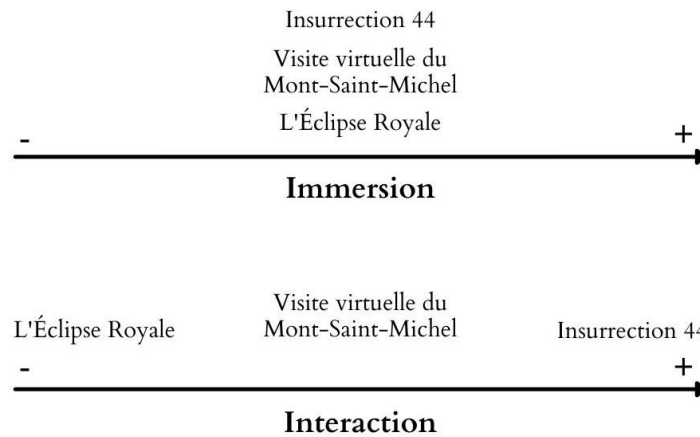 Insurrection 44
Visite virtuelle du
Mont-Saint-Michel
L'Éclipse Royale
- +
Immersion
Visite virtuelle du
Mont-Saint-Michel
L'Éclipse Royale
Insurrection 44
- +
Interaction